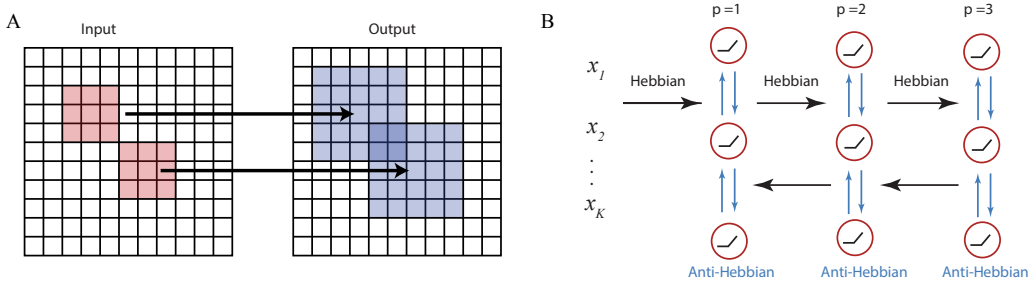 A
Input
Output
B
p =1
p =2
p =3
x1
Hebbian
Hebbian
Hebbian
x2
⋮
xK
Anti-Hebbian
Anti-Hebbian
Anti-Hebbian